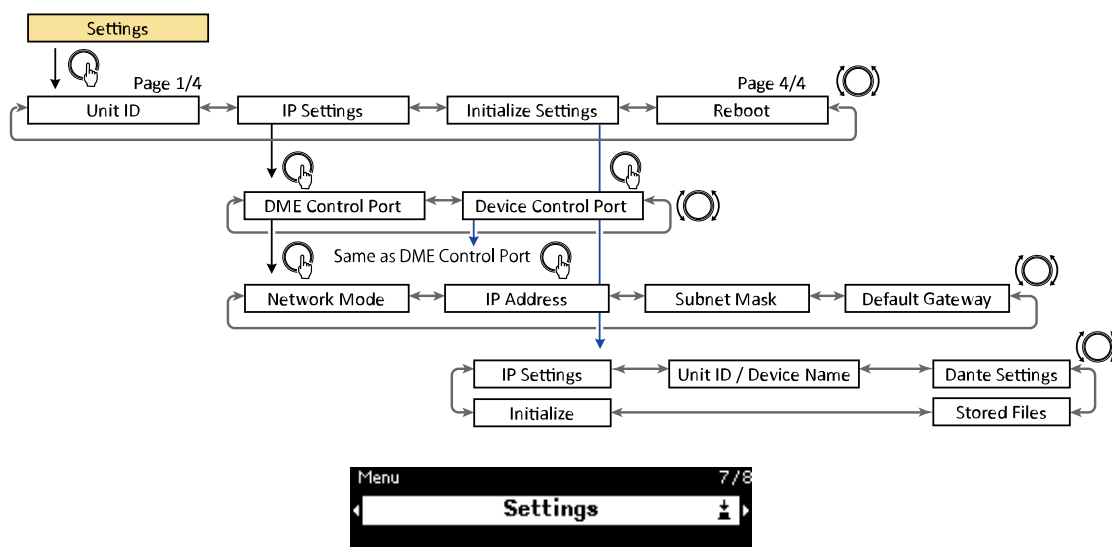 Settings
Page 1/4
Page 4/4
Unit ID
IP Settings
Initialize Settings
Reboot
DME Control Port
Device Control Port
Same as DME Control Port
Network Mode
IP Address
Subnet Mask
Default Gateway
IP Settings
Unit ID / Device Name
Dante Settings
Initialize
Stored Files
Menu 7/8
Settings